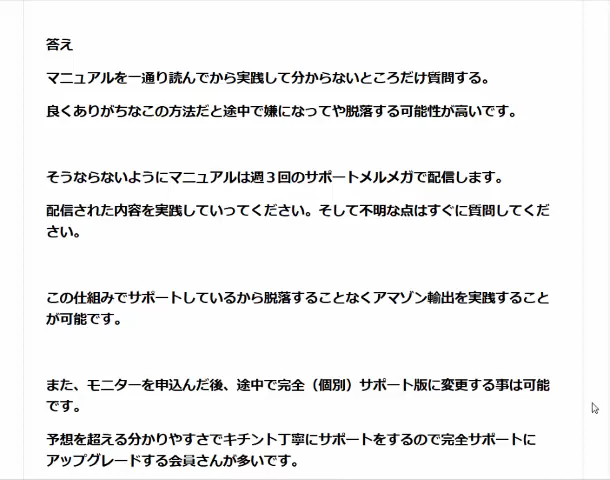 答え
マニュアルを一通り読んでから実践して分からないところだけ質問する。
良くありがちなこの方法だと途中で嫌になってや脱落する可能性が高いです。
そうならないようにマニュアルは週３回のサポートメルメガで配信します。
配信された内容を実践していってください。そして不明な点はすぐに質問してくだ
さい。
この仕組みでサポートしているから脱落することなくアマゾン輸出を実践すること
が可能です。
また、モニターを申込んだ後、途中で完全（個別）サポート版に変更する事は可能
です。
予想を超える分かりやすさでキチント丁寧にサポートをするので完全サポートに
アップグレードする会員さんが多いです。